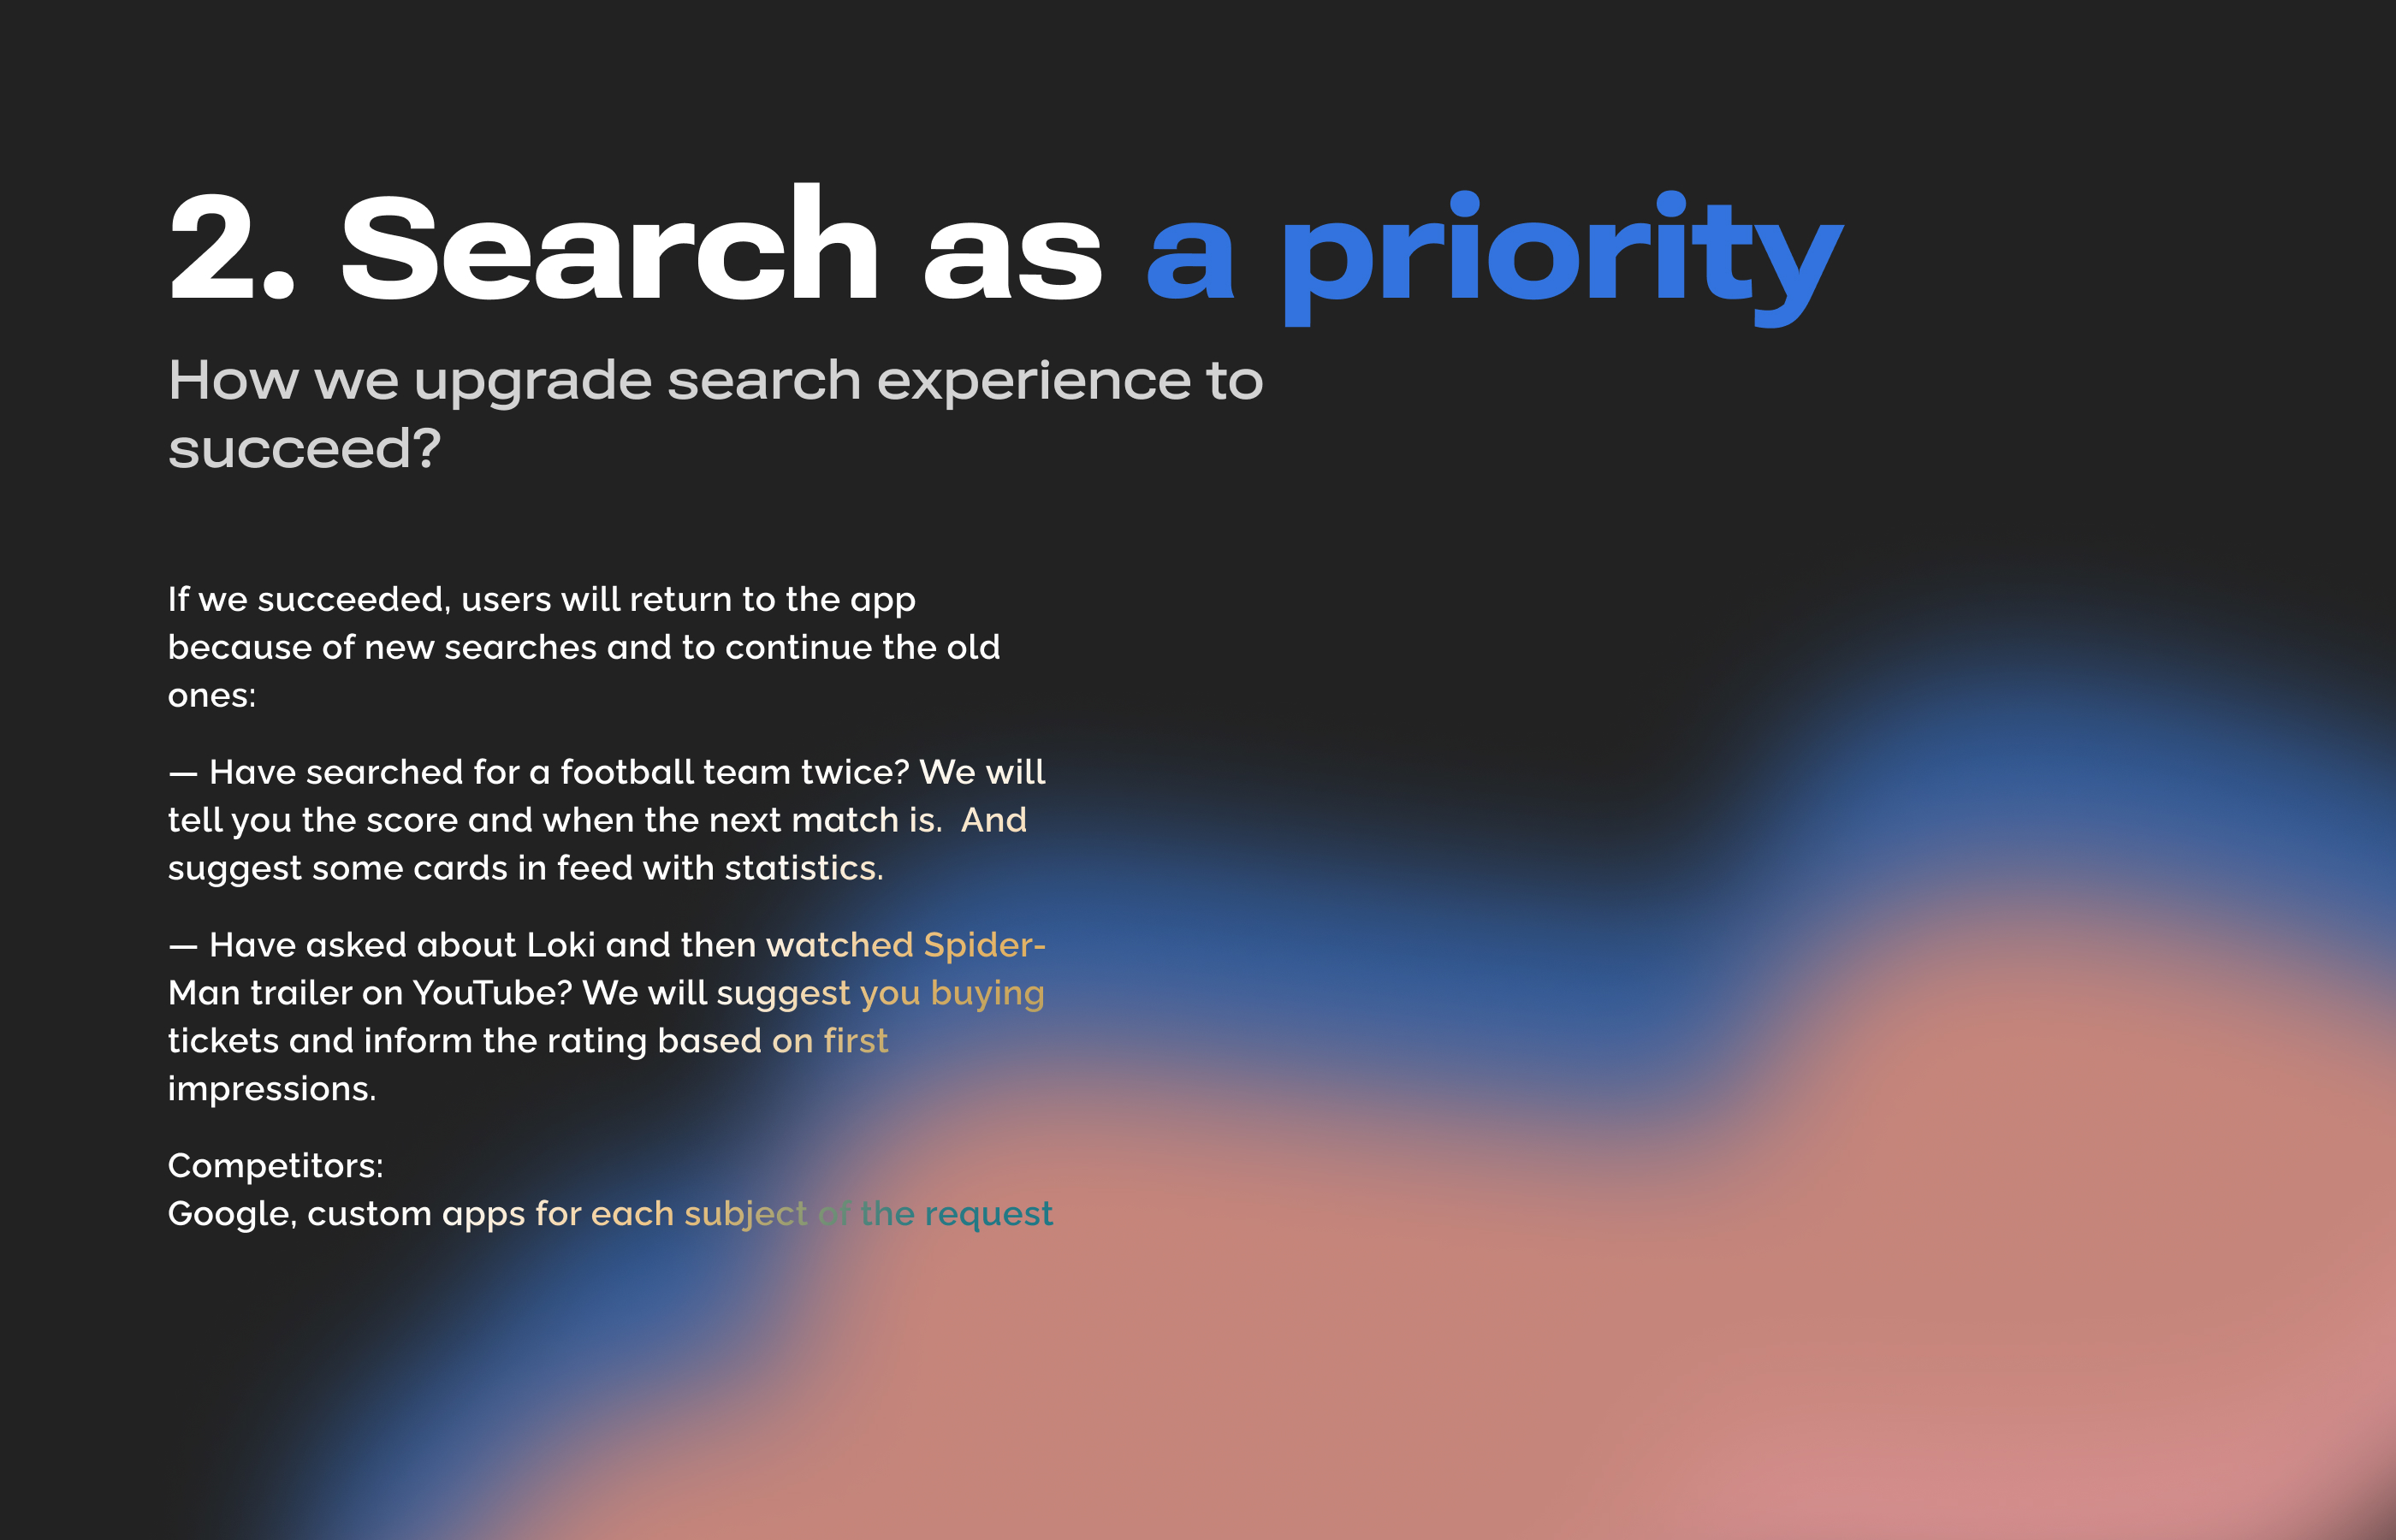 2. Search as a priority
How we upgrade search experience to
succeed?
If we succeeded, users will return to the app
because of new searches and to continue the old
ones:
— Have searched for a football team twice? We will
tell you the score and when the next match is.  And
suggest some cards in feed with statistics.
— Have asked about Loki and then watched Spider-
Man trailer on YouTube? We will suggest you buying
tickets and inform the rating based on first
impressions.
Competitors:
Google, custom apps for each subject of the request